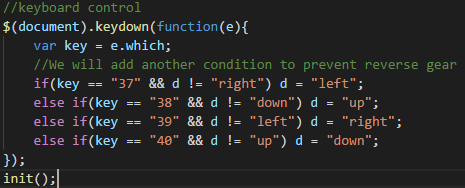 //keyboard control
$(document).keydown(function(e){
var key = e.which;
//We will add another condition to prevent reverse gear
if(key == "37" && d != "right") d = "left";
else if(key == "38" && d != "down") d = "up";
else if(key == "39" && d != "left") d = "right";
else if(key == "40" && d != "up") d = "down";
});
init();